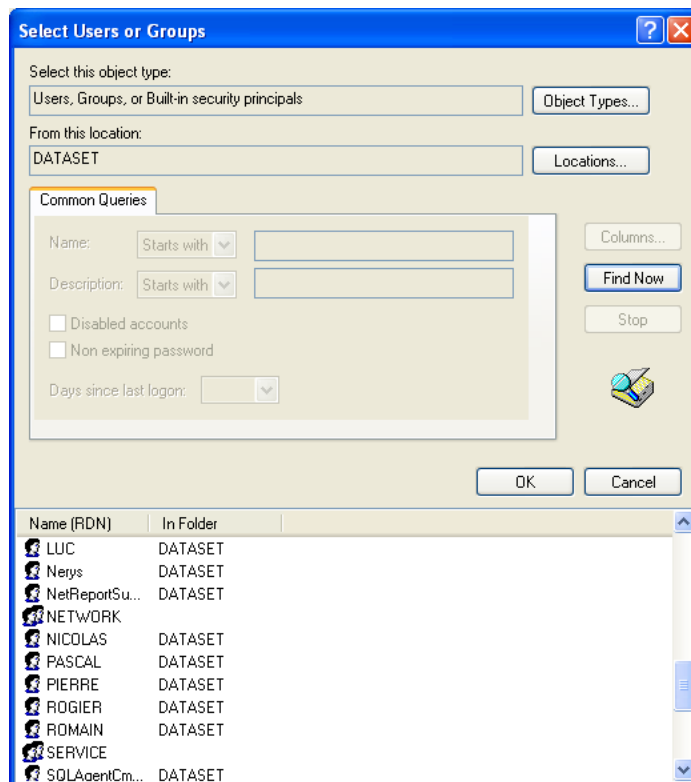 Select Users or Groups
Select this object type:
Users, Groups, or Built-in security principals
Object Types...
From this location:
DATASET
Locations...
Common Queries
Name: Starts with
Columns...
Description: Starts with
Find Now
Disabled accounts
Stop
Non expiring password
Days since last logon:
OK Cancel
Name (RDN) In Folder
LUC DATASET
Nerys DATASET
NetReportSu... DATASET
NETWORK
NICOLAS DATASET
PASCAL DATASET
PIERRE DATASET
ROGIER DATASET
ROMAIN DATASET
SERVICE
SQLAgentCm... DATASET